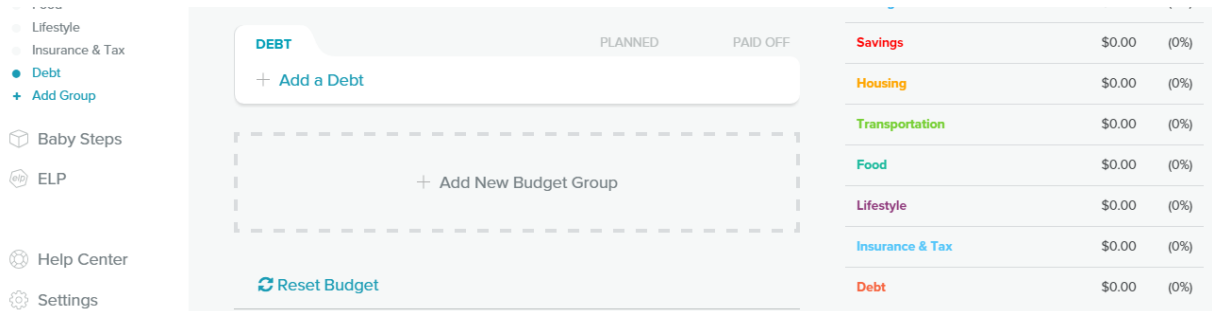 Lifestyle
Insurance & Tax
Debt
+ Add Group
Baby Steps
elp ELP
Help Center
Settings
DEBT PLANNED PAID OFF
+ Add a Debt
+ Add New Budget Group
Reset Budget
Savings $0.00 (0%)
Housing $0.00 (0%)
Transportation $0.00 (0%)
Food $0.00 (0%)
Lifestyle $0.00 (0%)
Insurance & Tax $0.00 (0%)
Debt $0.00 (0%)